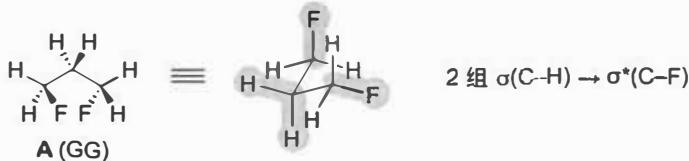 H H
H H
H F F H
H H
A (GG)
F
H
H H
H F
H
H
2 组 σ(C–H) → σ*(C–F)